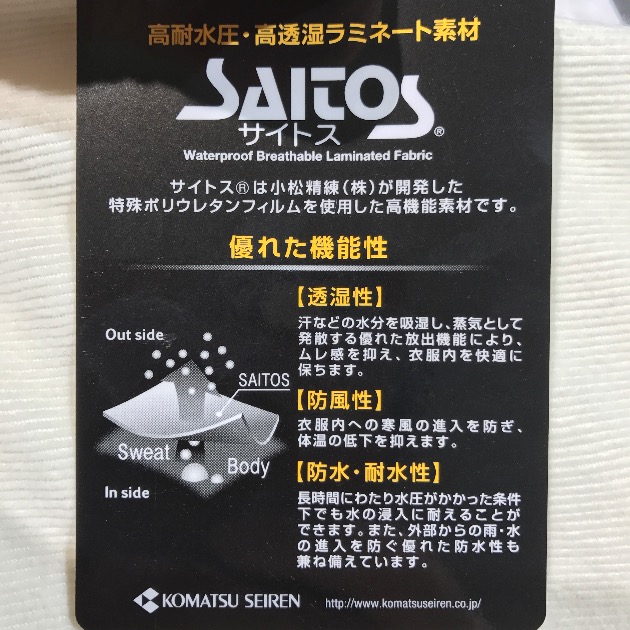 高耐水圧・高透湿ラミネート素材
SAITOS®
サイトス
Waterproof Breathable Laminated Fabric
サイトス®は小松精練(株)が開発した
特殊ポリウレタンフィルムを使用した高機能素材です。
優れた機能性
【透湿性】
汗などの水分を吸湿し、蒸気として
発散する優れた放出機能により、
ムレ感を抑え、衣服内を快適に
保ちます。
【防風性】
衣服内への寒風の進入を防ぎ、
体温の低下を抑えます。
【防水・耐水性】
長時間にわたり水圧がかかった条件
下でも水の浸入に耐えることが
できます。また、外部からの雨・水
の進入を防ぐ優れた防水性も
兼ね備えています。
Out side
SAITOS
Sweat
Body
In side
KOMATSU SEIREN http://www.komatsuseiren.co.jp/